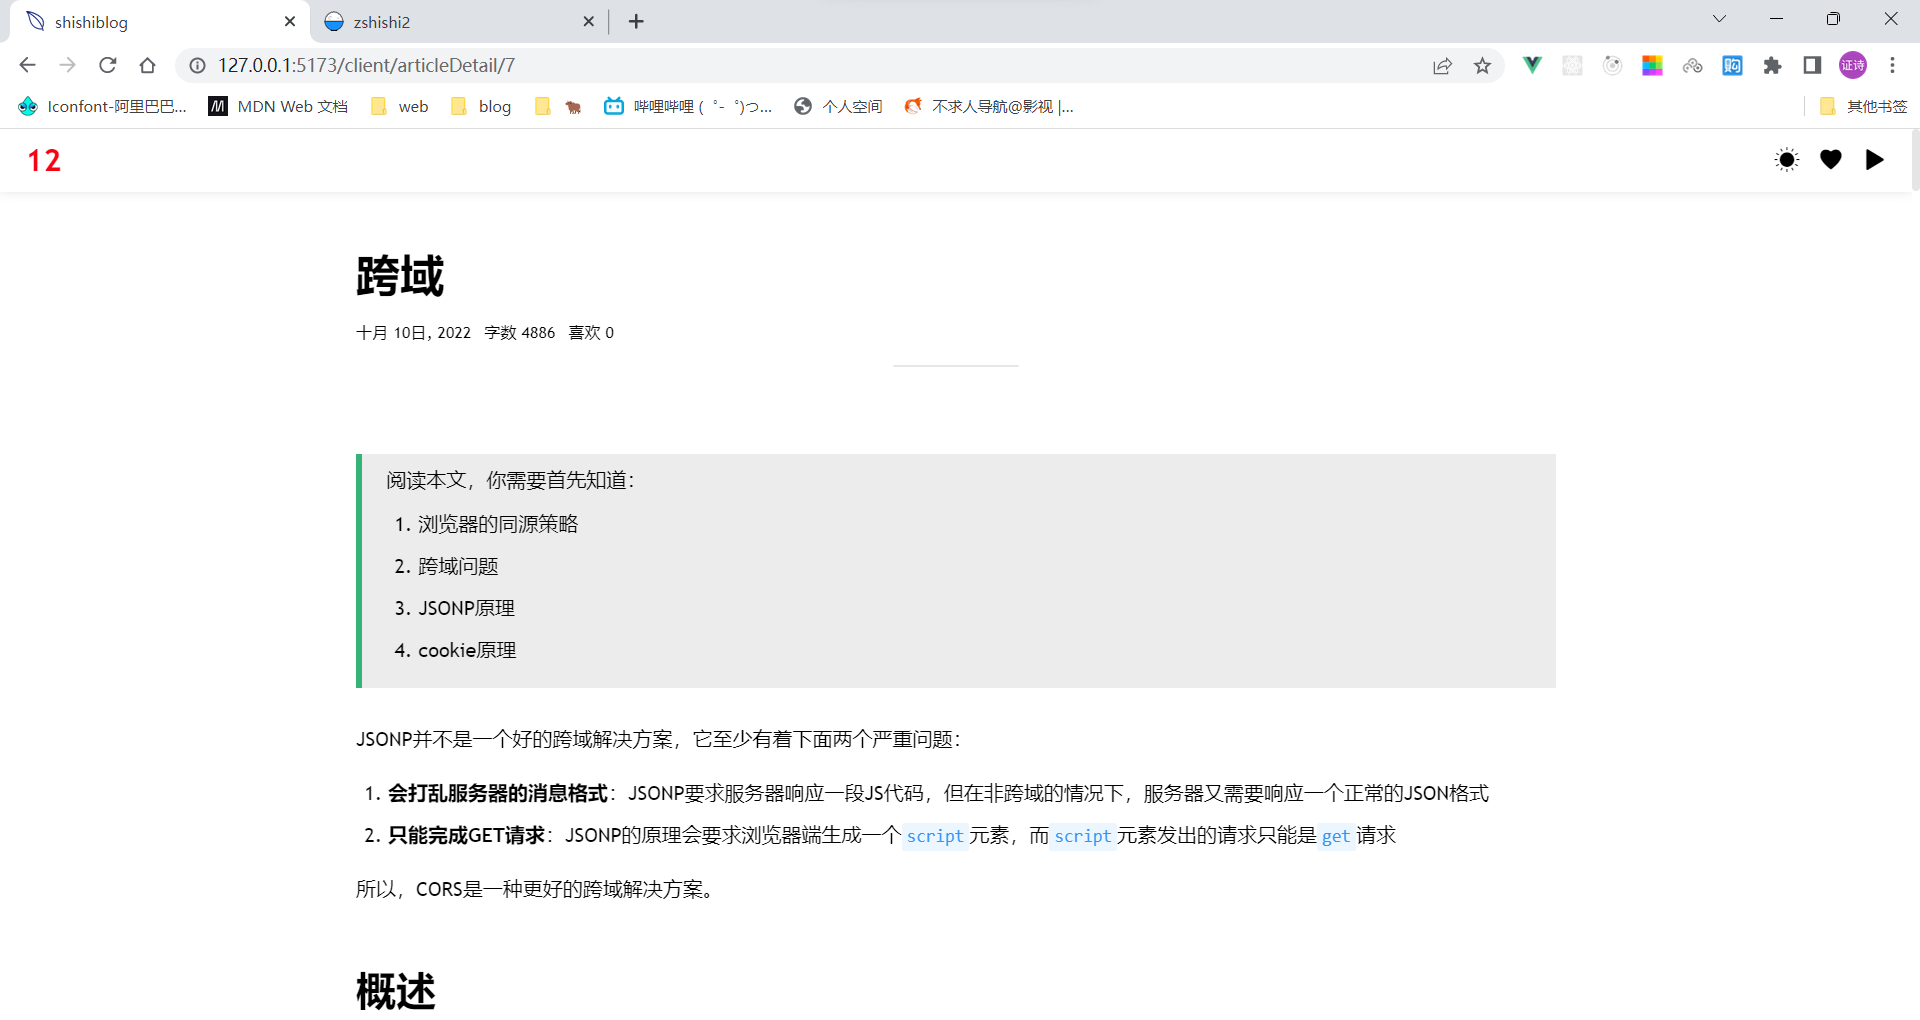 shishiblog
zshishi2
127.0.0.1:5173/client/articleDetail/7
证诗
Iconfont-阿里巴巴...
MDN Web 文档
web
blog
哔哩哔哩 (゜-゜)つ...
个人空间
不求人导航@影视 |...
其他书签
12
跨域
十月 10日, 2022 字数 4886 喜欢 0
阅读本文，你需要首先知道：
1. 浏览器的同源策略
2. 跨域问题
3. JSONP原理
4. cookie原理
JSONP并不是一个好的跨域解决方案，它至少有着下面两个严重问题：
1. 会打乱服务器的消息格式：JSONP要求服务器响应一段JS代码，但在非跨域的情况下，服务器又需要响应一个正常的JSON格式
2. 只能完成GET请求：JSONP的原理会要求浏览器端生成一个script元素，而script元素发出的请求只能是get请求
所以，CORS是一种更好的跨域解决方案。
概述